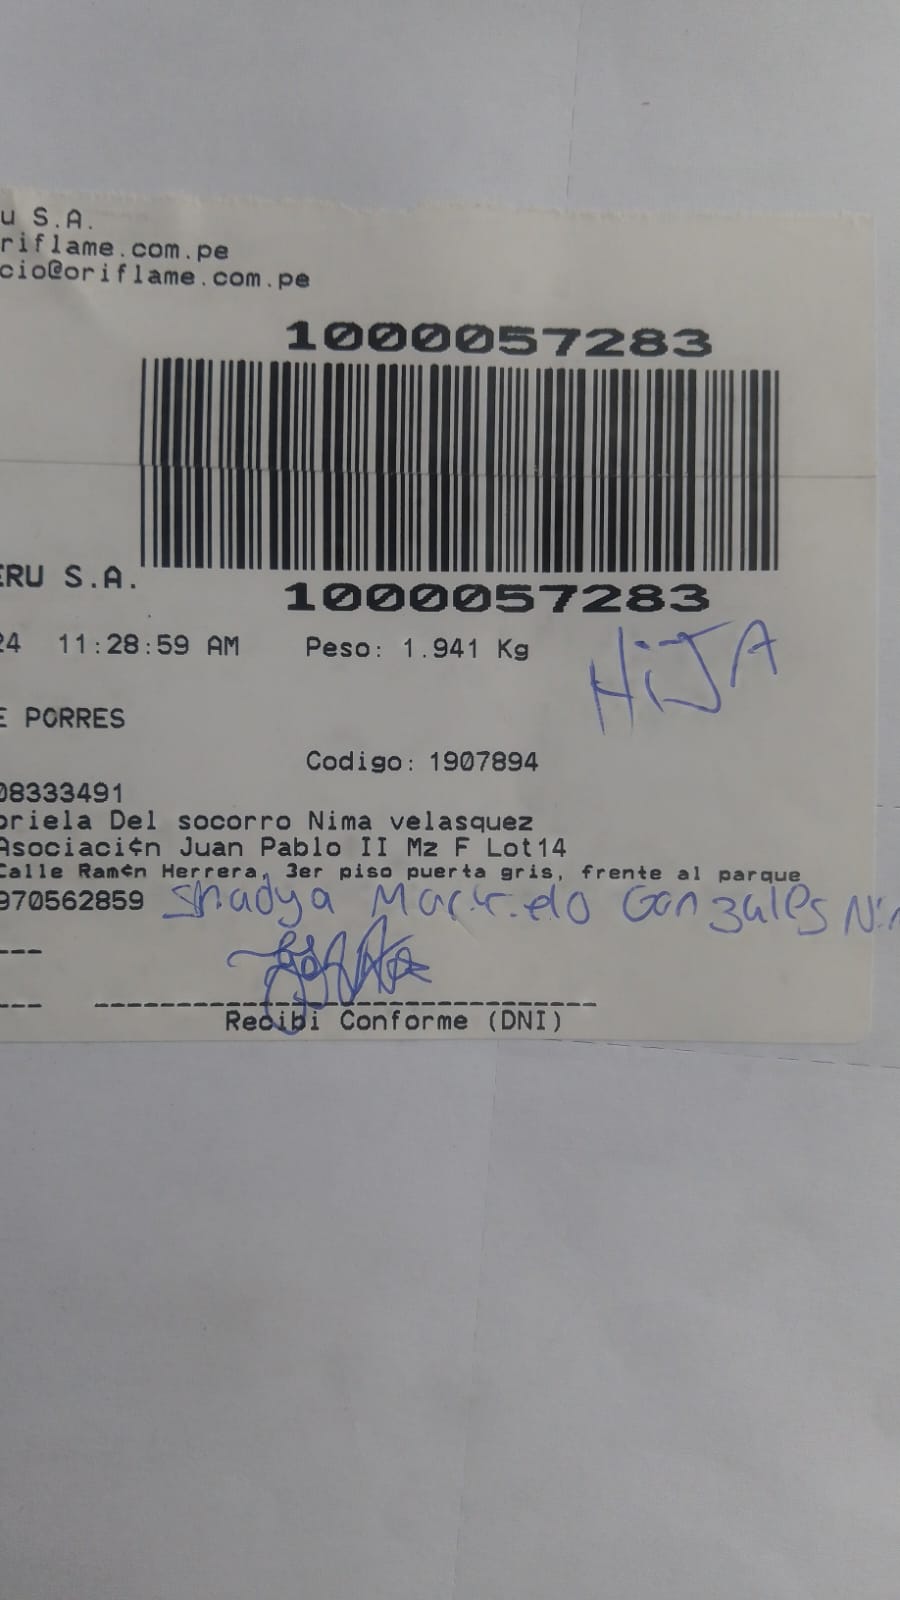 u S.A.
riflame.com.pe
cio@oriflame.com.pe
1000057283
ERU S.A.
1000057283
24 11:28:59 AM Peso: 1.941 Kg
HiJA
E PORRES
Codigo: 1907894
08333491
briela Del socorro Nima velasquez
Asociaci¢n Juan Pablo II Mz F Lot14
Calle Ram¢n Herrera, 3er piso puerta gris, frente al parque
970562859 Shadya Gonzales
Recibi Conforme (DNI)